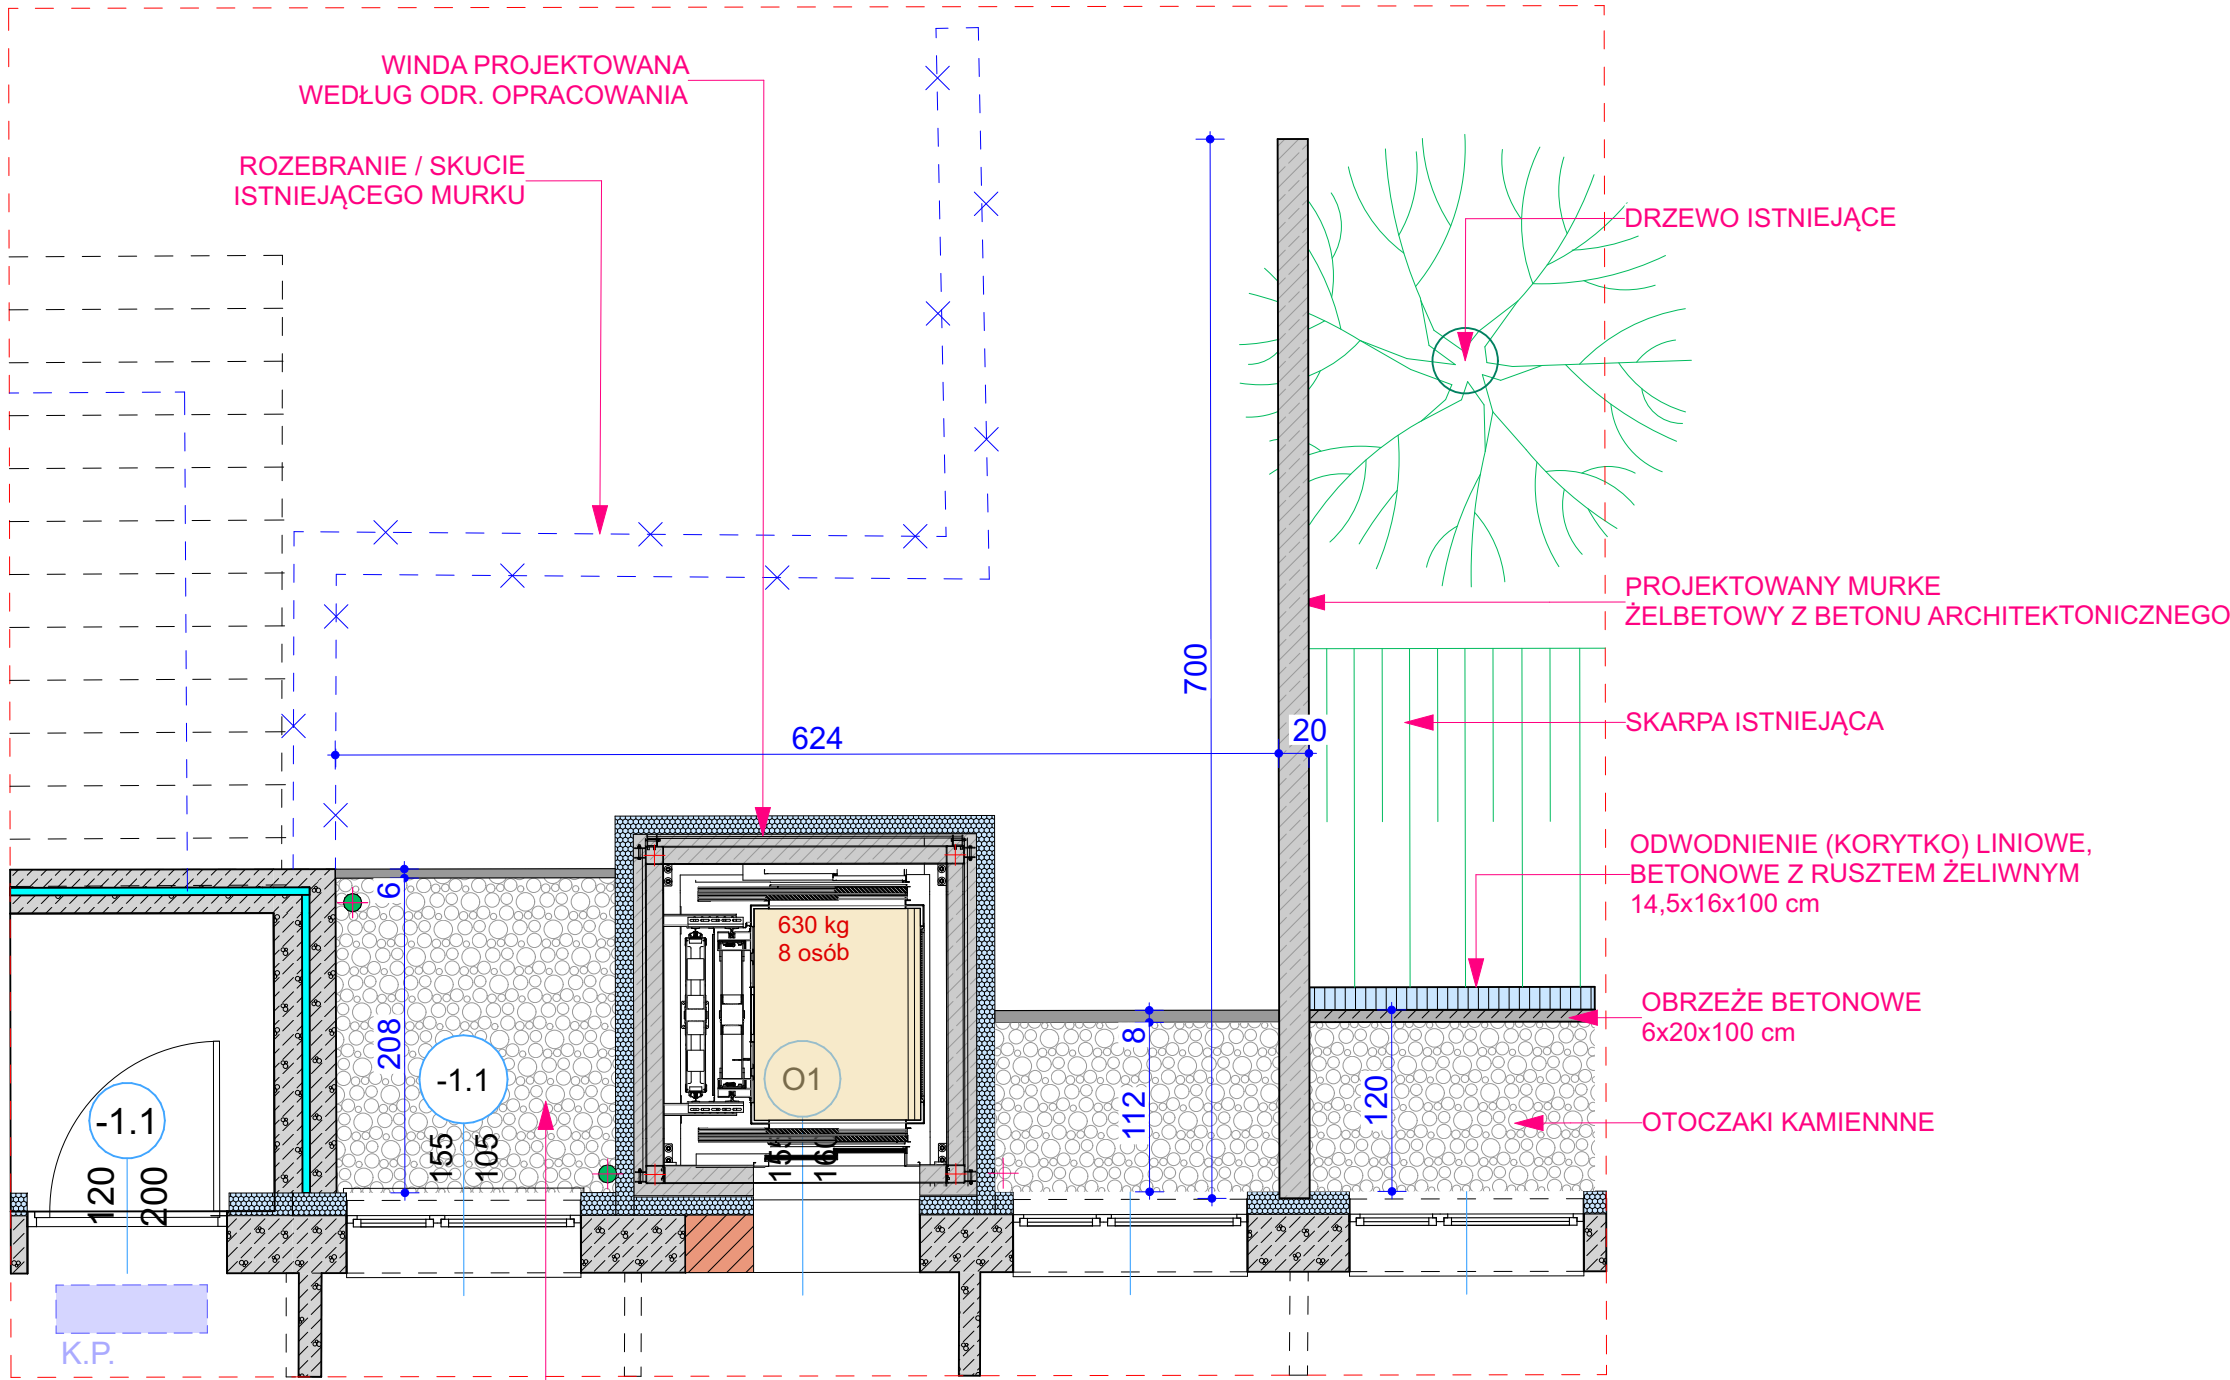 WINDA PROJEKTOWANA
WEDŁUG ODR. OPRACOWANIA
ROZEBRANIE / SKUCIE
ISTNIEJĄCEGO MURKU
DRZEWO ISTNIEJĄCE
PROJEKTOWANY MURKE
ŻELBETOWY Z BETONU ARCHITEKTONICZNEGO
700
624
20
SKARPA ISTNIEJĄCA
ODWODNIENIE (KORYTKO) LINIOWE,
BETONOWE Z RUSZTEM ŻELIWNYM
14,5x16x100 cm
6
630 kg
8 osób
OBRZEŻE BETONOWE
6x20x100 cm
208
8
-1.1
O1
112
120
-1.1
OTOCZAKI KAMIENNNE
155
105
120
200
K.P.